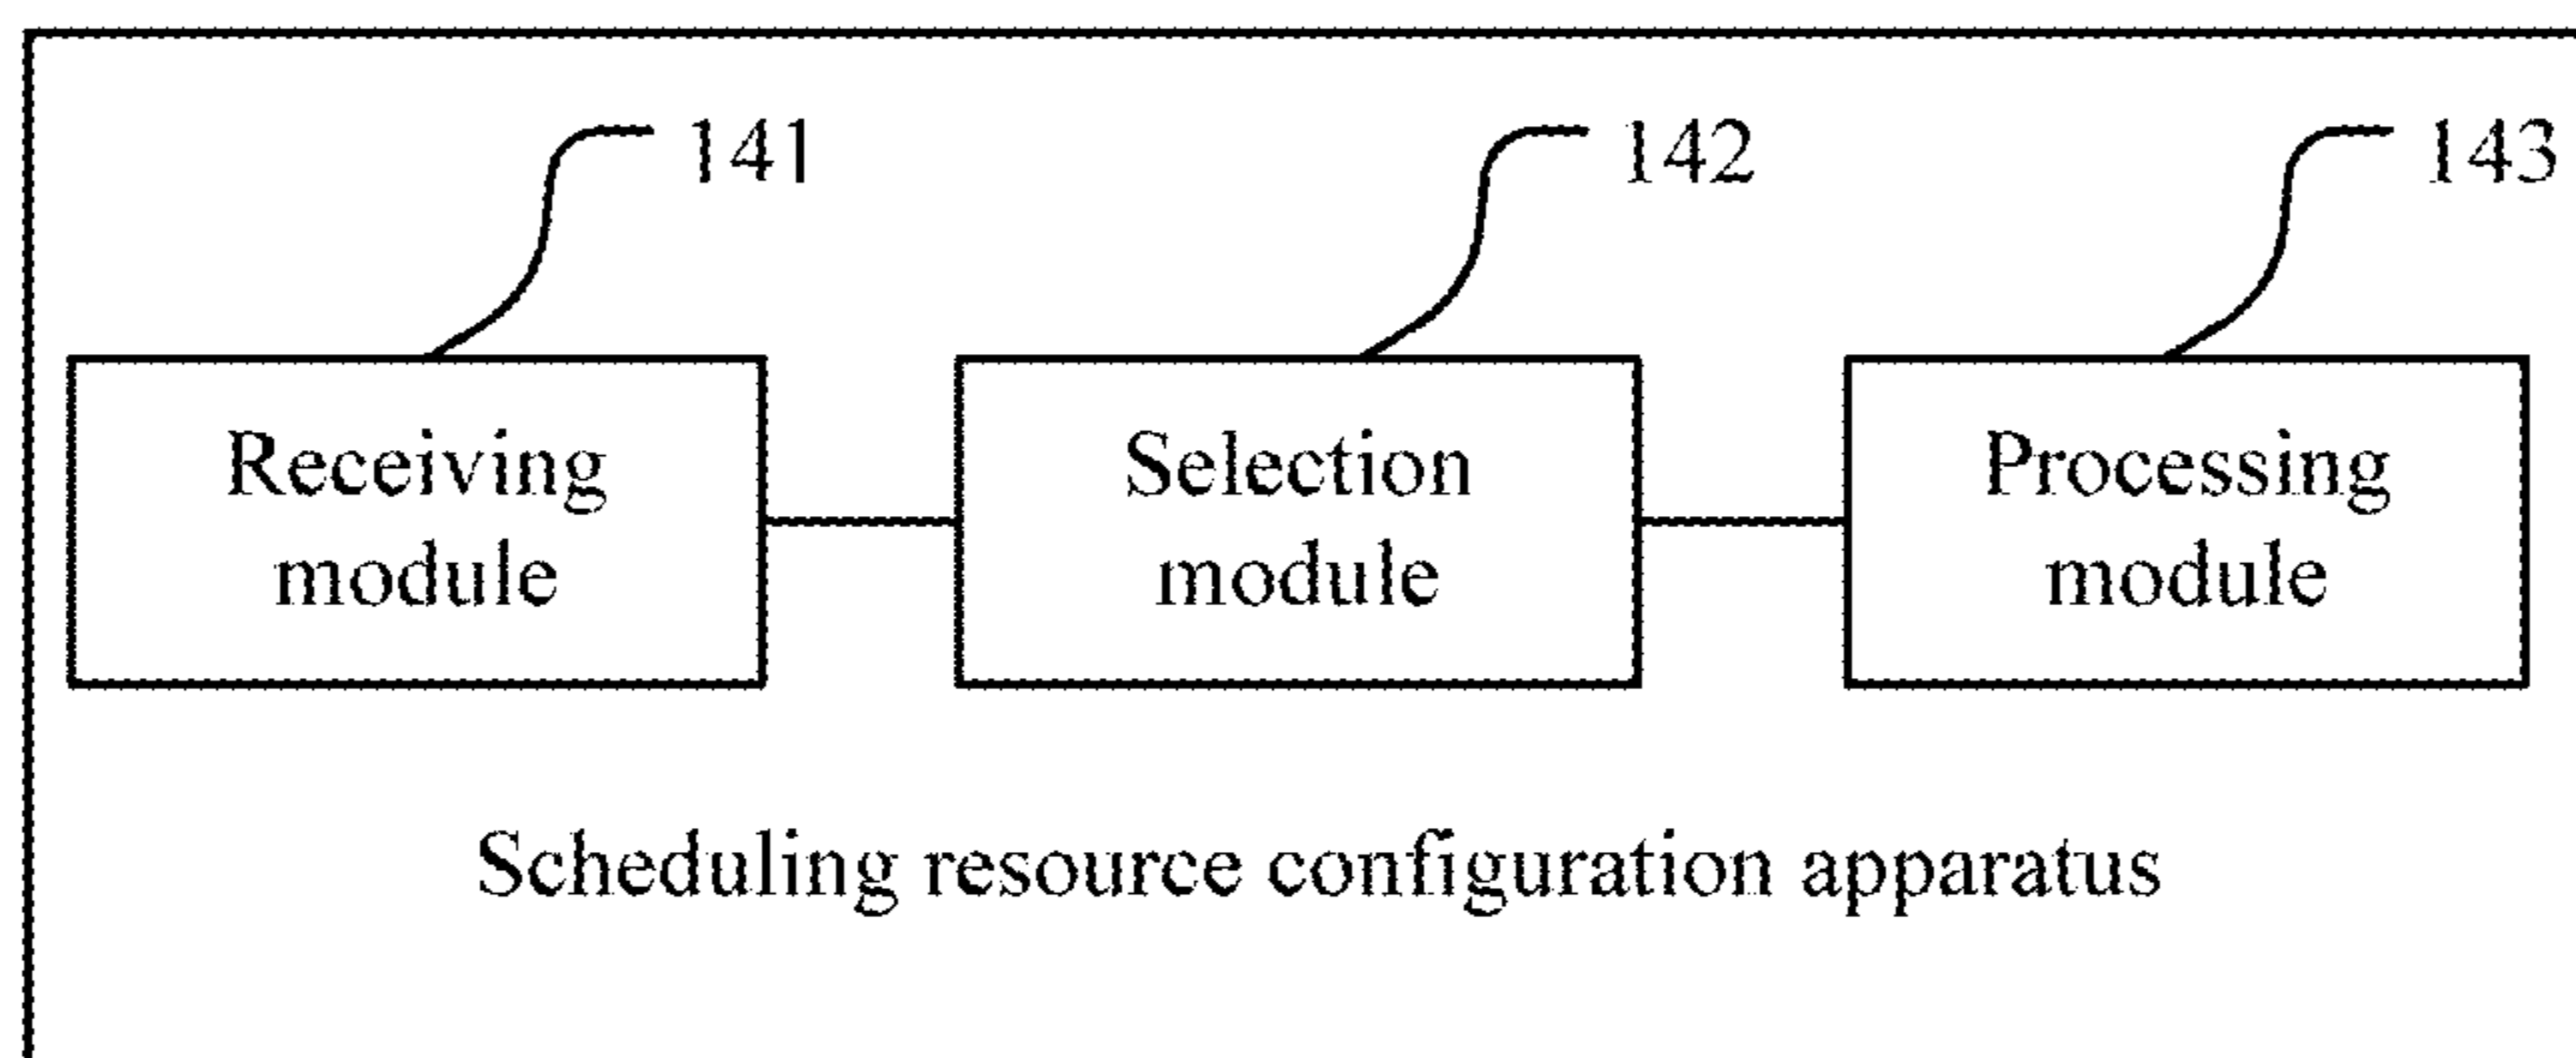 141
142
143
Receiving
module
Selection
module
Processing
module
Scheduling resource configuration apparatus